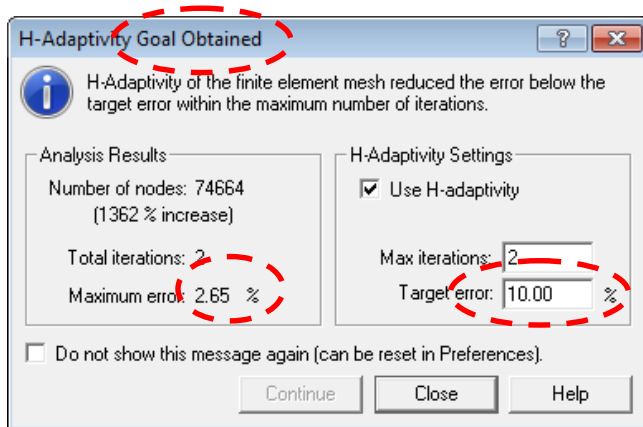 H-Adaptivity Goal Obtained
H-Adaptivity of the finite element mesh reduced the error below the
target error within the maximum number of iterations.
Analysis Results
Number of nodes: 74664
(1362 % increase)
Total iterations: 2
Maximum error: 2.65 %
H-Adaptivity Settings
Use H-adaptivity
Max iterations: 2
Target error: 10.00 %
Do not show this message again (can be reset in Preferences).
Continue Close Help